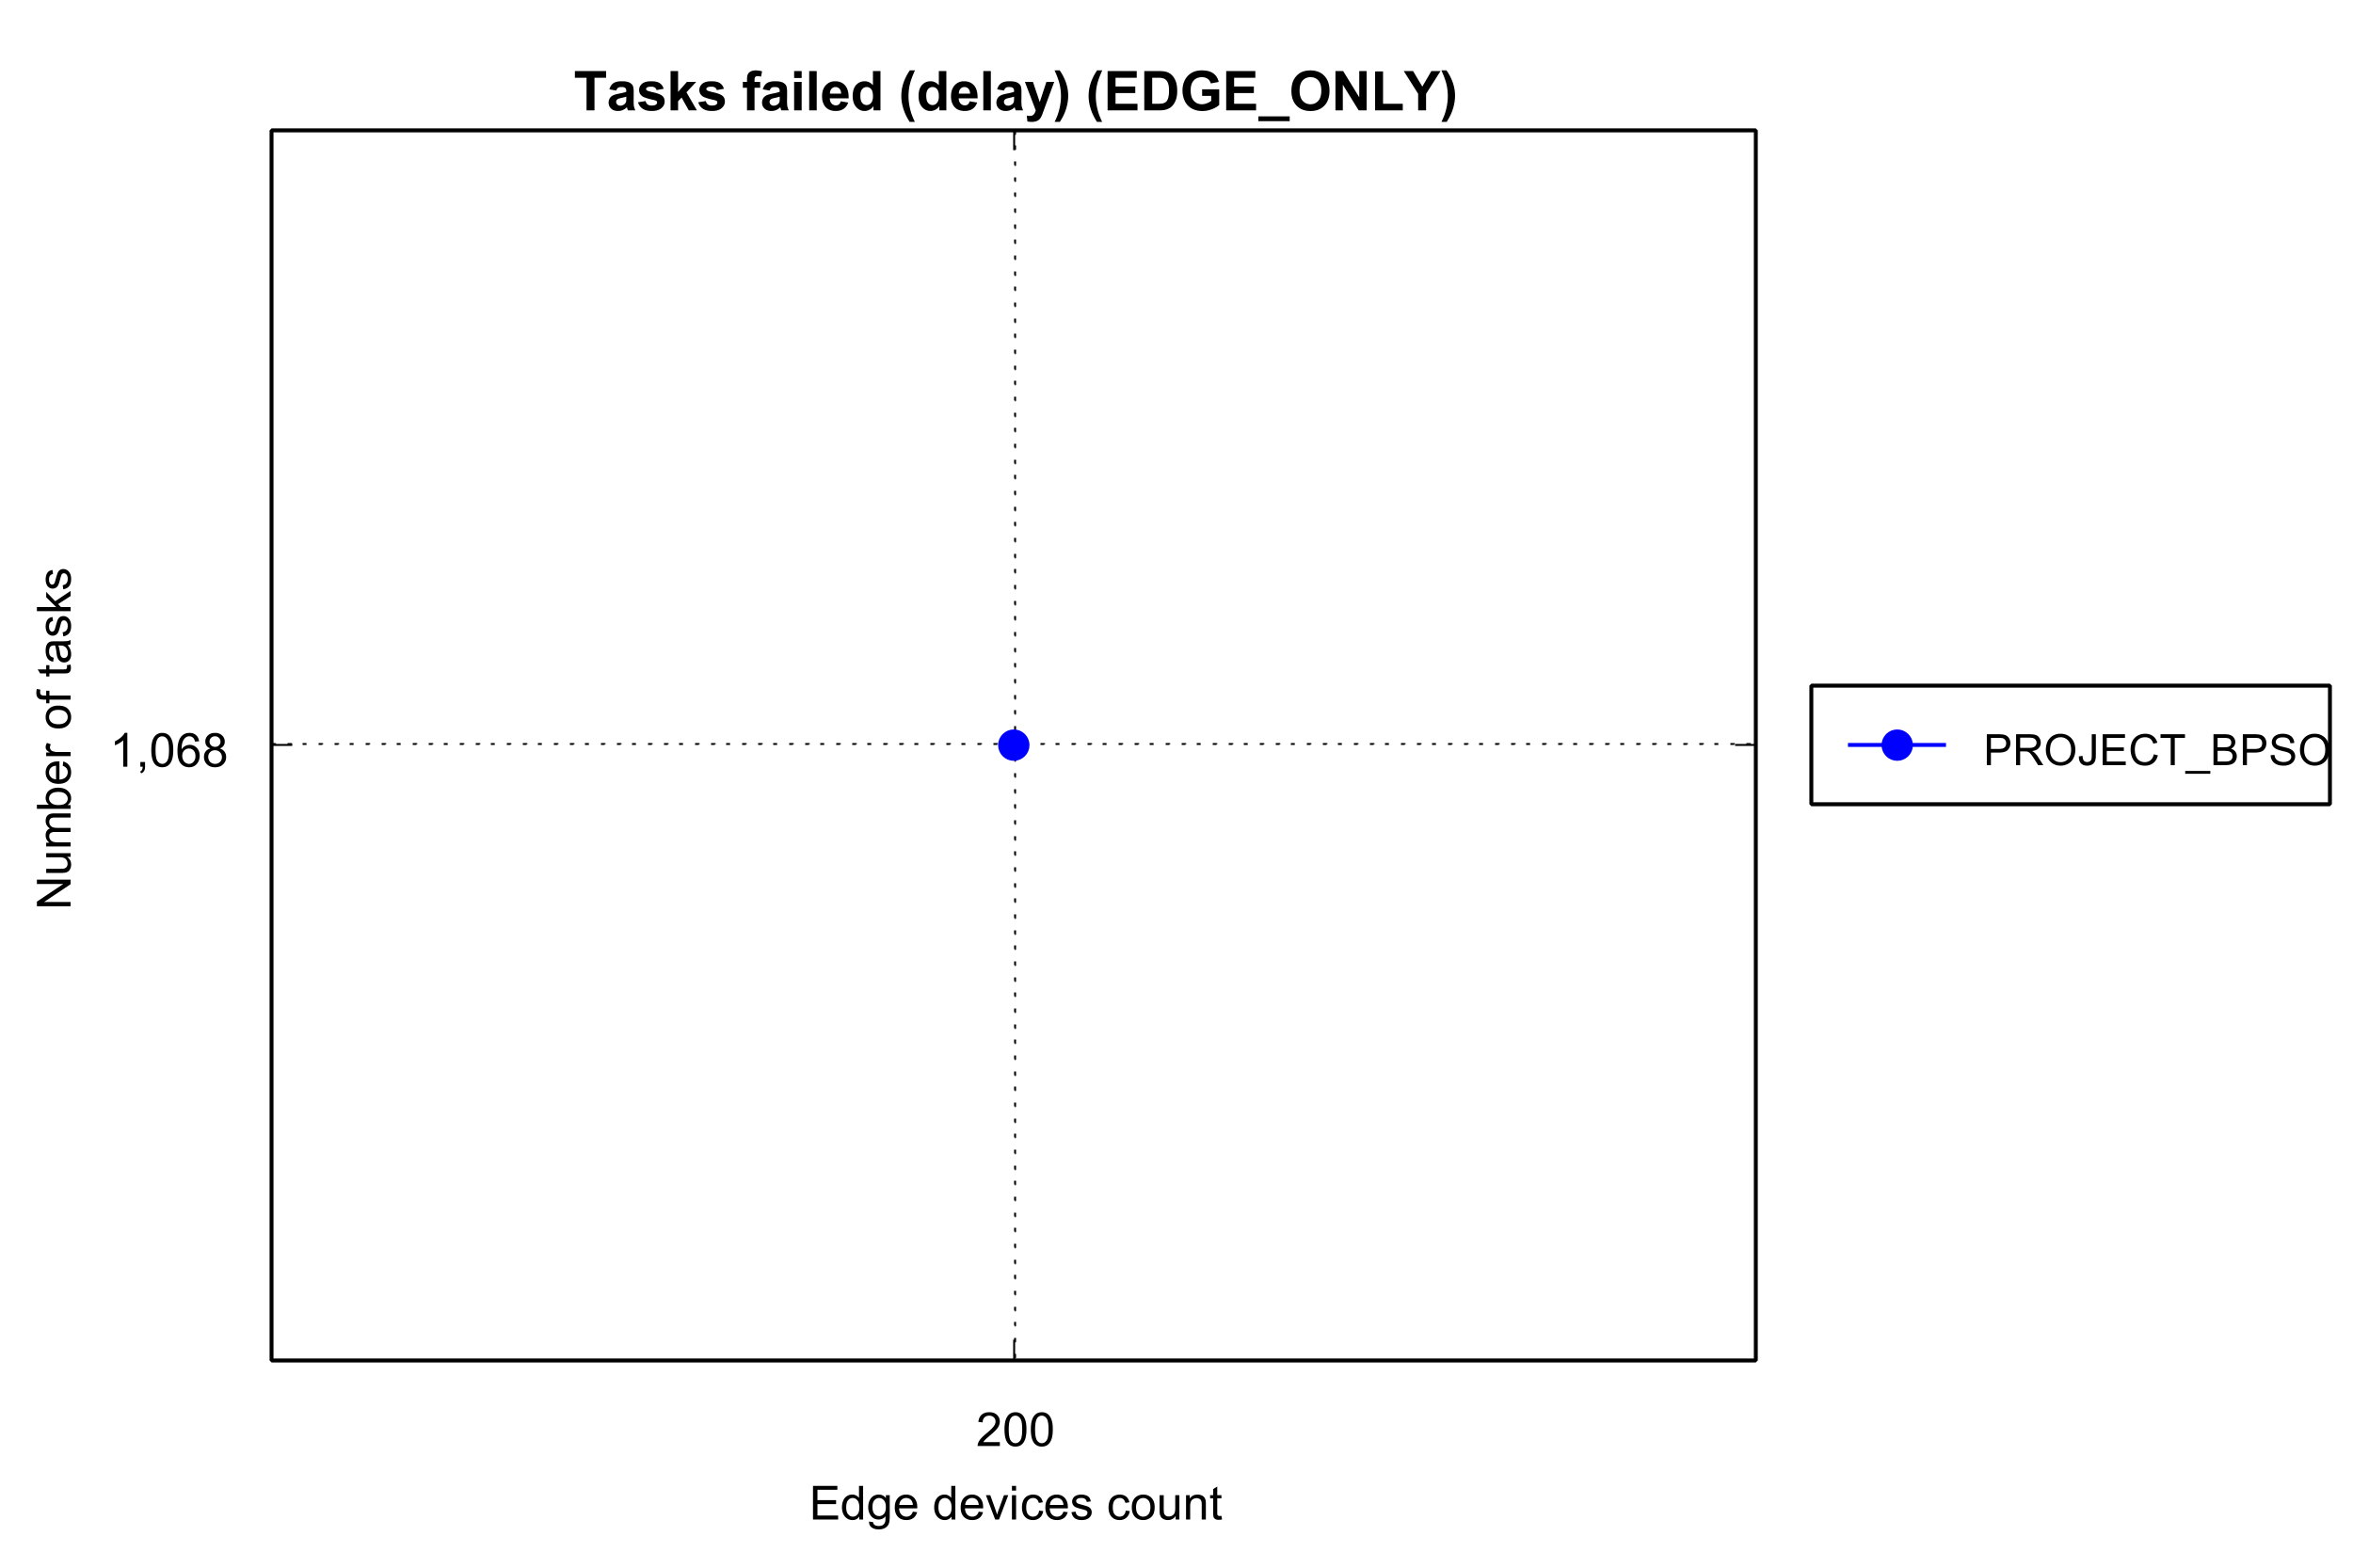 Tasks failed (delay) (EDGE_ONLY)
Number of tasks
1,068
PROJECT_BPSO
200
Edge devices count